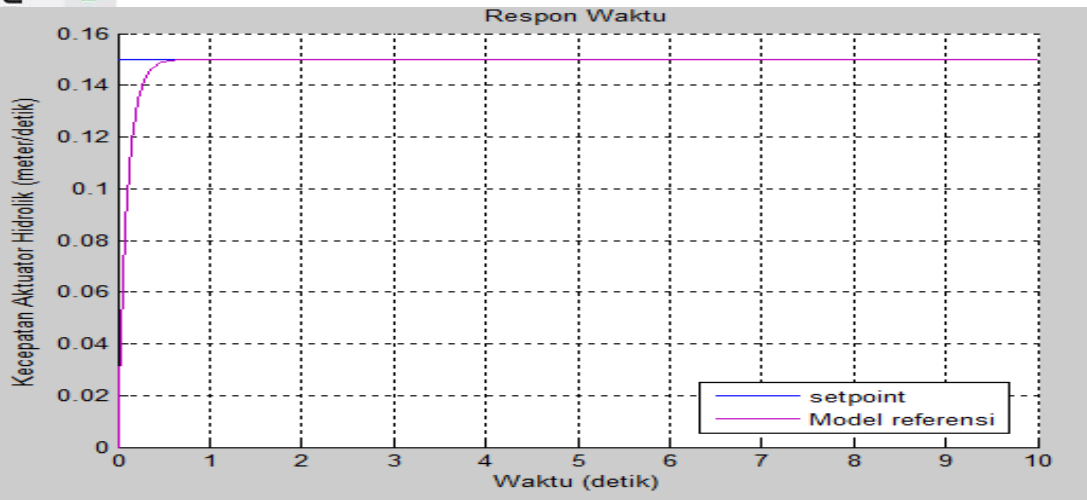 Respon Waktu
Kecepatan Aktuator Hidrolik (meter/detik)
0.16
0.14
0.12
0.1
0.08
0.06
0.04
0.02
0
0 1 2 3 4 5 6 7 8 9 10
Waktu (detik)
setpoint
Model referensi